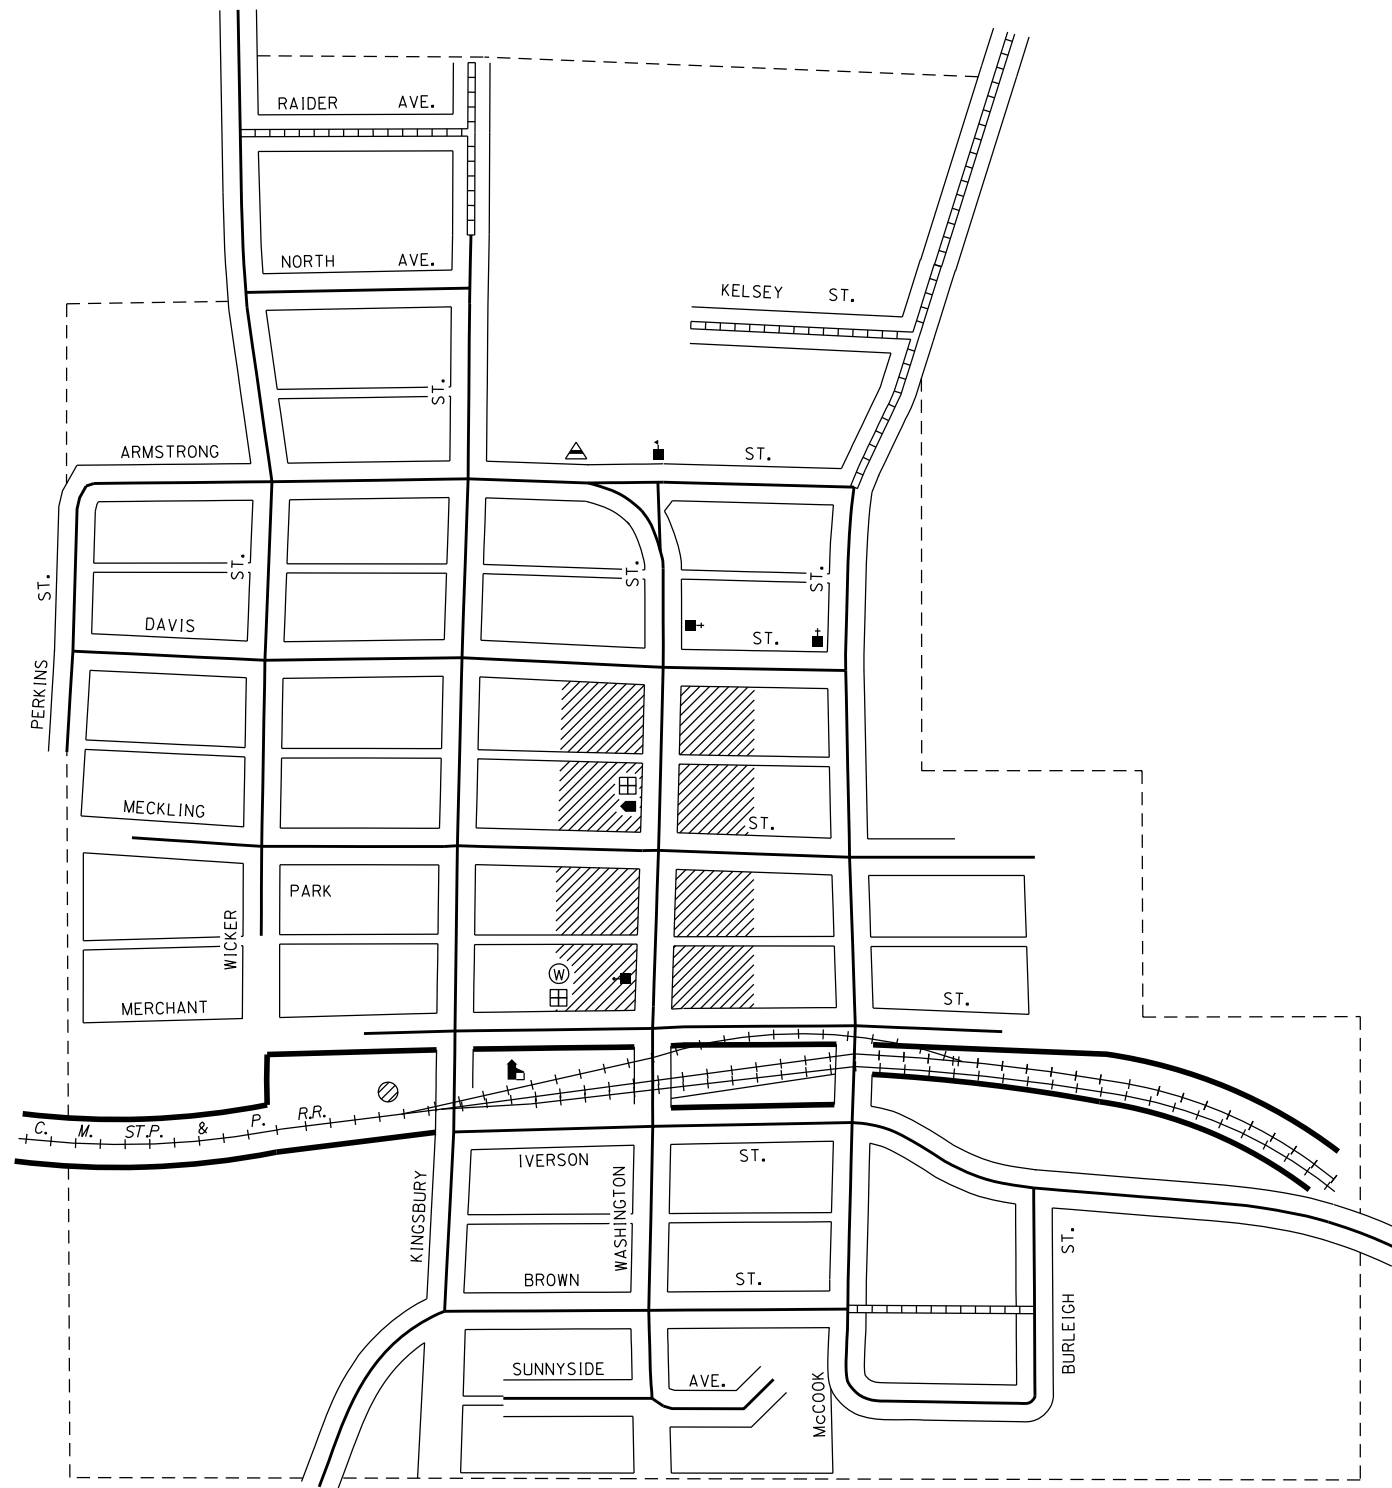 RAIDER AVE.
NORTH AVE.
KELSEY ST.
ST.
ARMSTRONG ST.
ST.
ST.
ST.
ST.
PERKINS
DAVIS ST.
MECKLING ST.
PARK
WICKER
MERCHANT ST.
W
C. M. ST.P. & P. R.R.
KINGSBURY
IVERSON ST.
WASHINGTON
BROWN ST.
BURLEIGH ST.
SUNNYSIDE AVE.
McCOOK